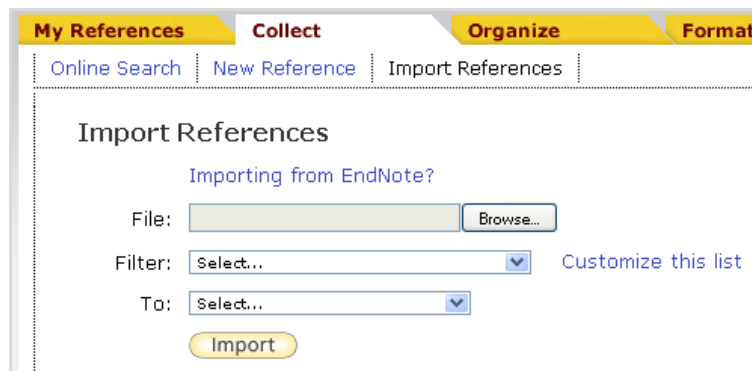 My References Collect Organize Format
Online Search New Reference Import References
Import References
Importing from EndNote?
File: Browse...
Filter: Select... Customize this list
To: Select...
Import